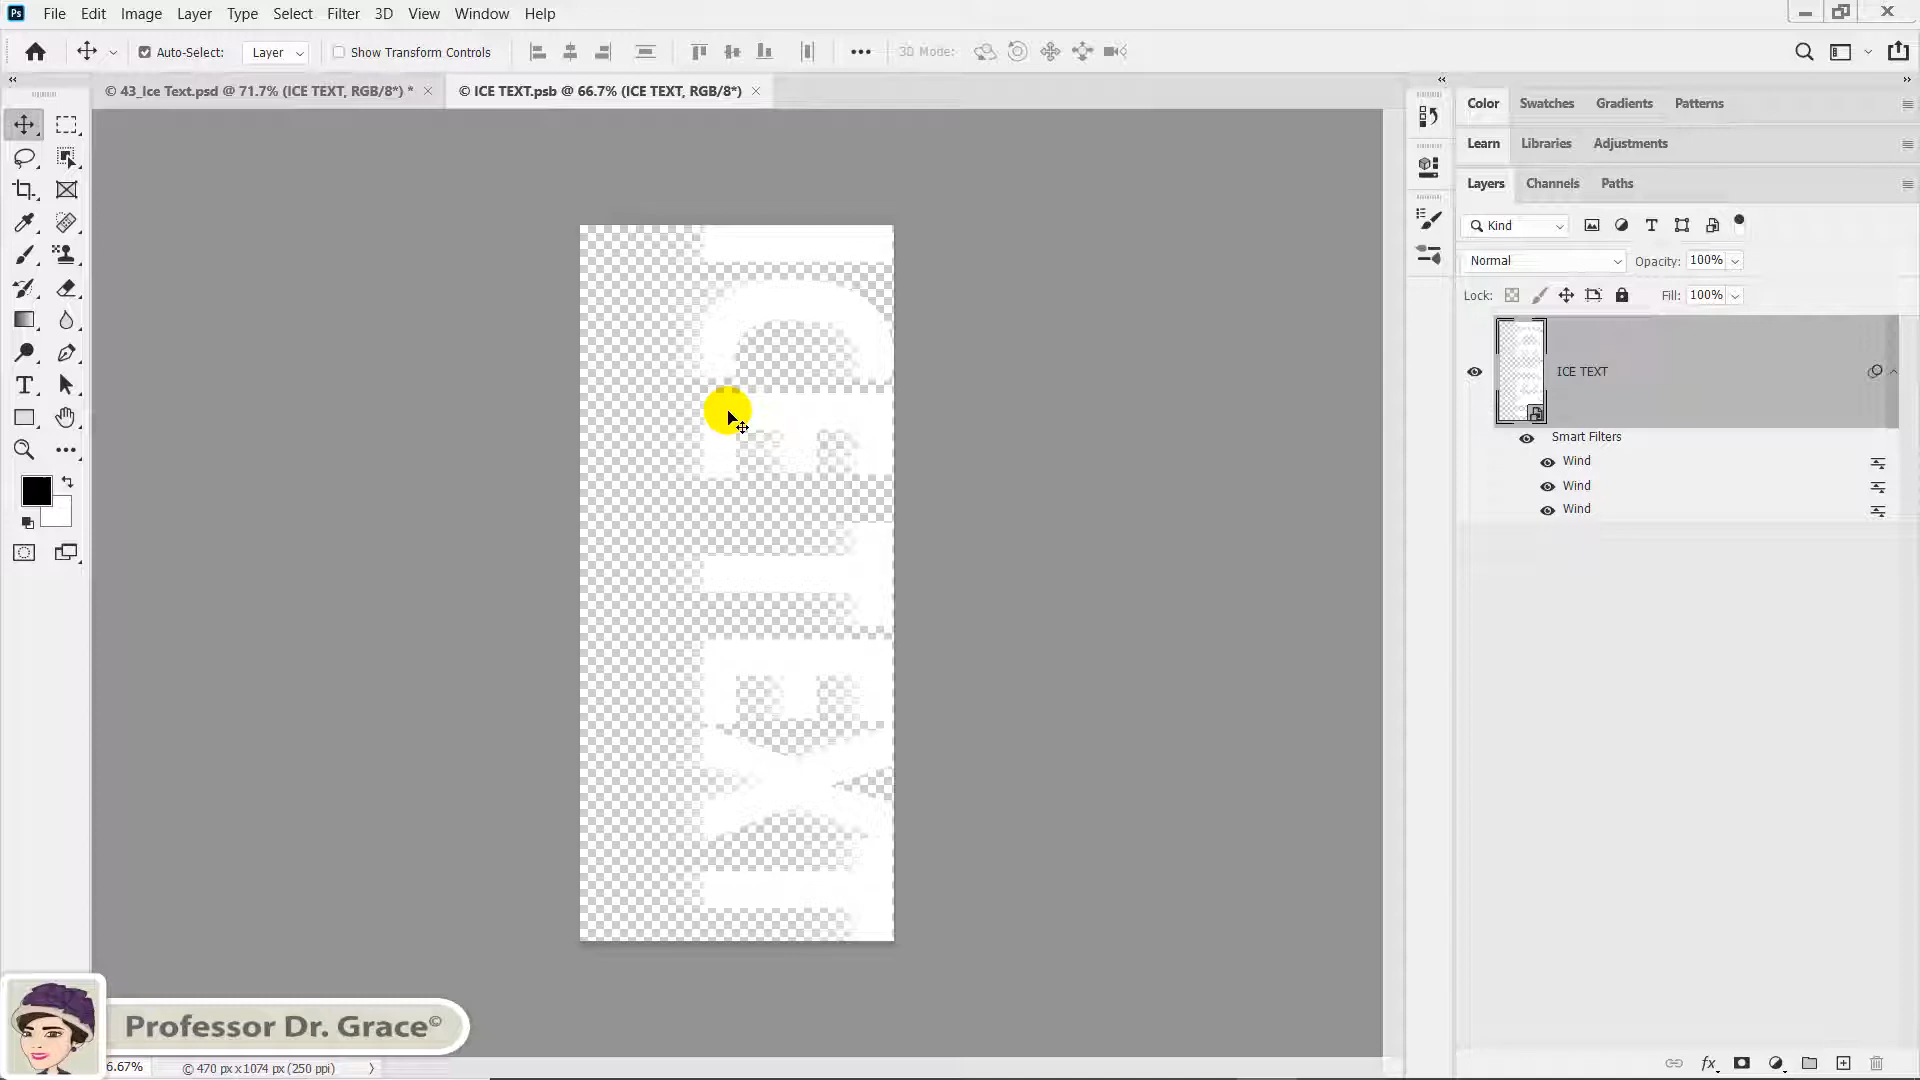 Ps File Edit Image Layer Type Select Filter 3D View Window Help
Auto-Select: Layer Show Transform Controls 3D Mode:
© 43_Ice Text.psd @ 71.7% (ICE TEXT, RGB/8*) * © ICE TEXT.psb @ 66.7% (ICE TEXT, RGB/8*)
Color Swatches Gradients Patterns
Learn Libraries Adjustments
Layers Channels Paths
Kind
Normal Opacity: 100%
Lock: Fill: 100%
ICE TEXT
Smart Filters
Wind
Wind
Wind
ICE TEXT
Professor Dr. Grace©
6.67% © 470 px x 1074 px (250 ppi)